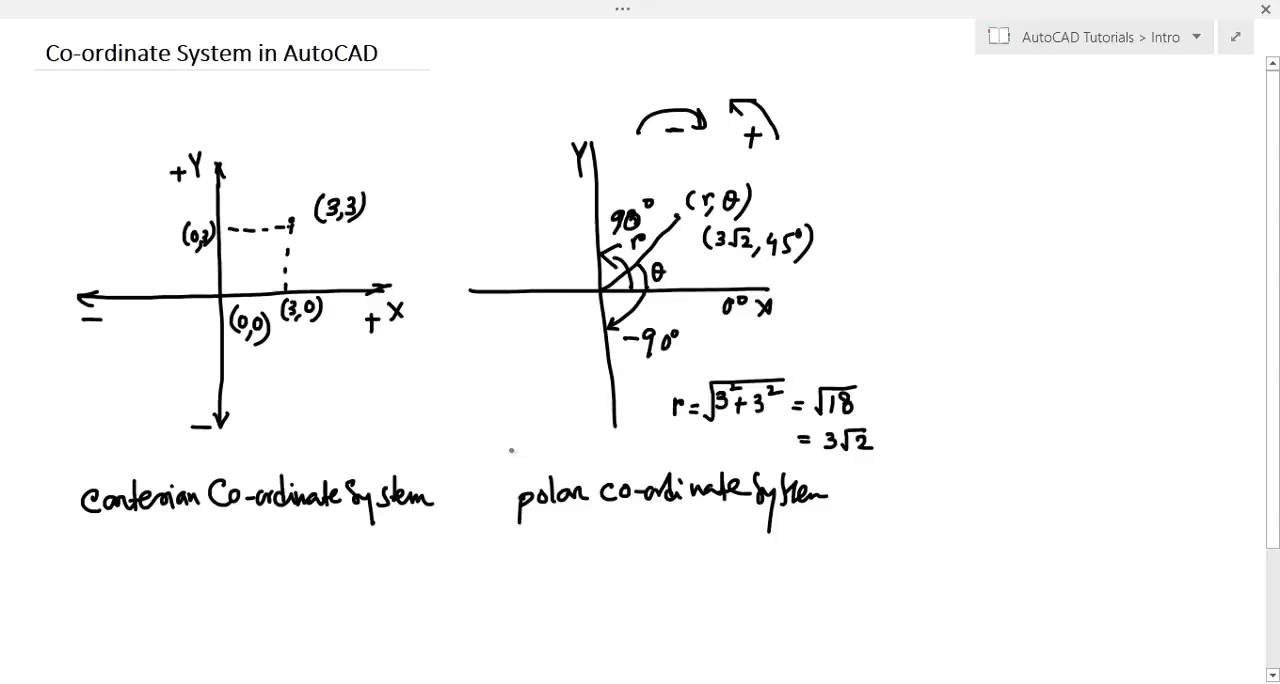 AutoCAD Tutorials > Intro
Co-ordinate System in AutoCAD
+Y
(3,3)
(0,3)
(0,0)
(3,0)
+ X
−
−
− +
Y
(r,θ)
90°
r
(3√2, 45°)
θ
0° X
−90°
r = √3²+3² = √18
= 3√2
Carterian Co-ordinate System
polar co-ordinate System